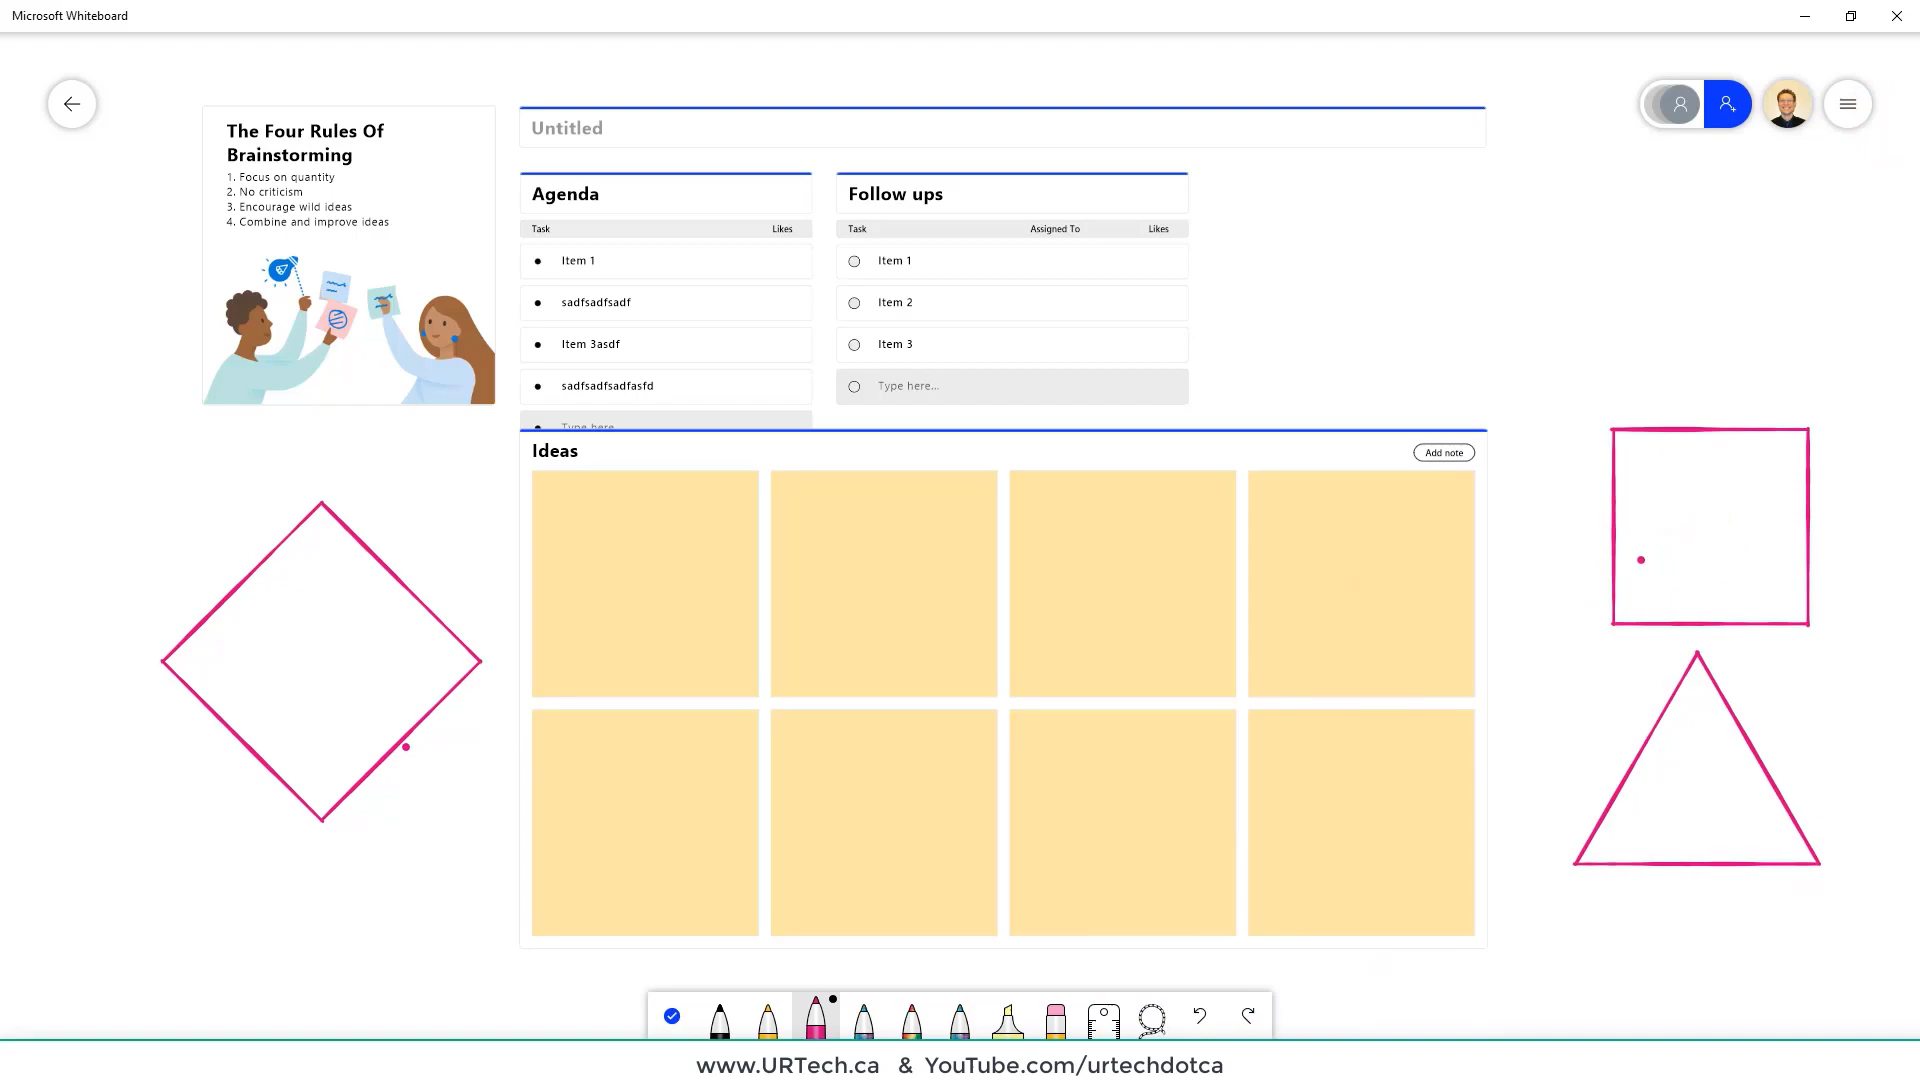 Microsoft Whiteboard
The Four Rules Of
Brainstorming
1. Focus on quantity
2. No criticism
3. Encourage wild ideas
4. Combine and improve ideas
Untitled
Agenda
Task Likes
Item 1
sadfsadfsadf
Item 3asdf
sadfsadfsadfasfd
Type here
Follow ups
Task Assigned To Likes
Item 1
Item 2
Item 3
Type here...
Ideas
Add note
www.URTech.ca & YouTube.com/urtechdotca